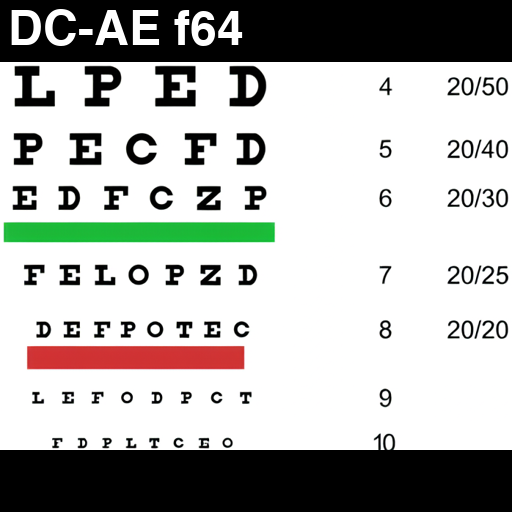 DC-AE f64
L P E D 4 20/50
P E C F D 5 20/40
E D F C Z P 6 20/30
F E L O P Z D 7 20/25
D E F P O T E C 8 20/20
L E F O D P C T 9
F D P L T C E O 10